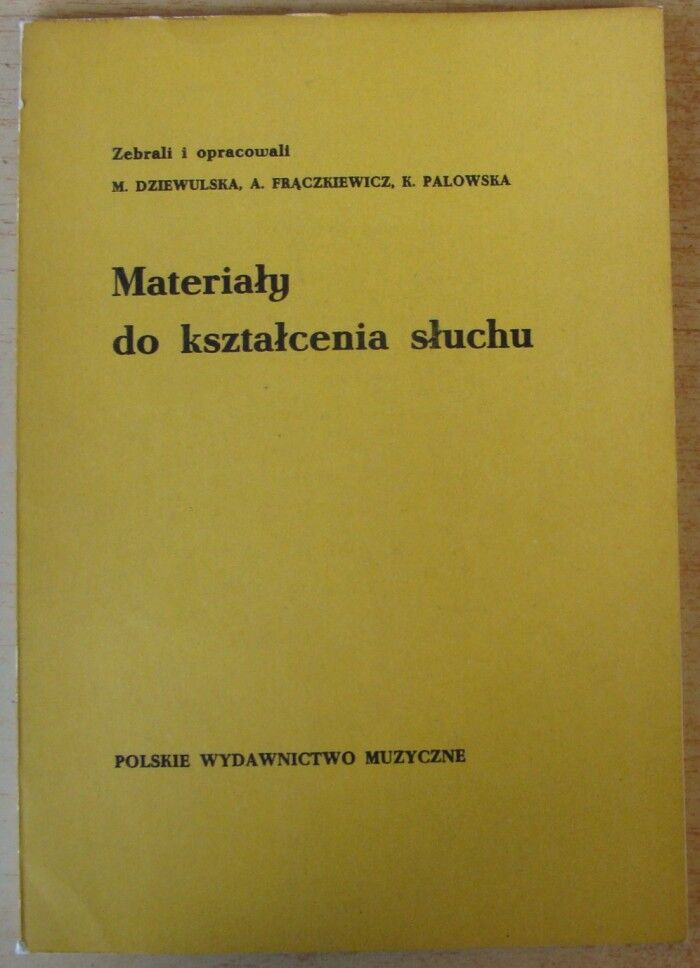 Zebrali i opracowali
M. DZIEWULSKA, A. FRĄCZKIEWICZ, K. PALOWSKA
Materiały
do kształcenia słuchu
POLSKIE WYDAWNICTWO MUZYCZNE